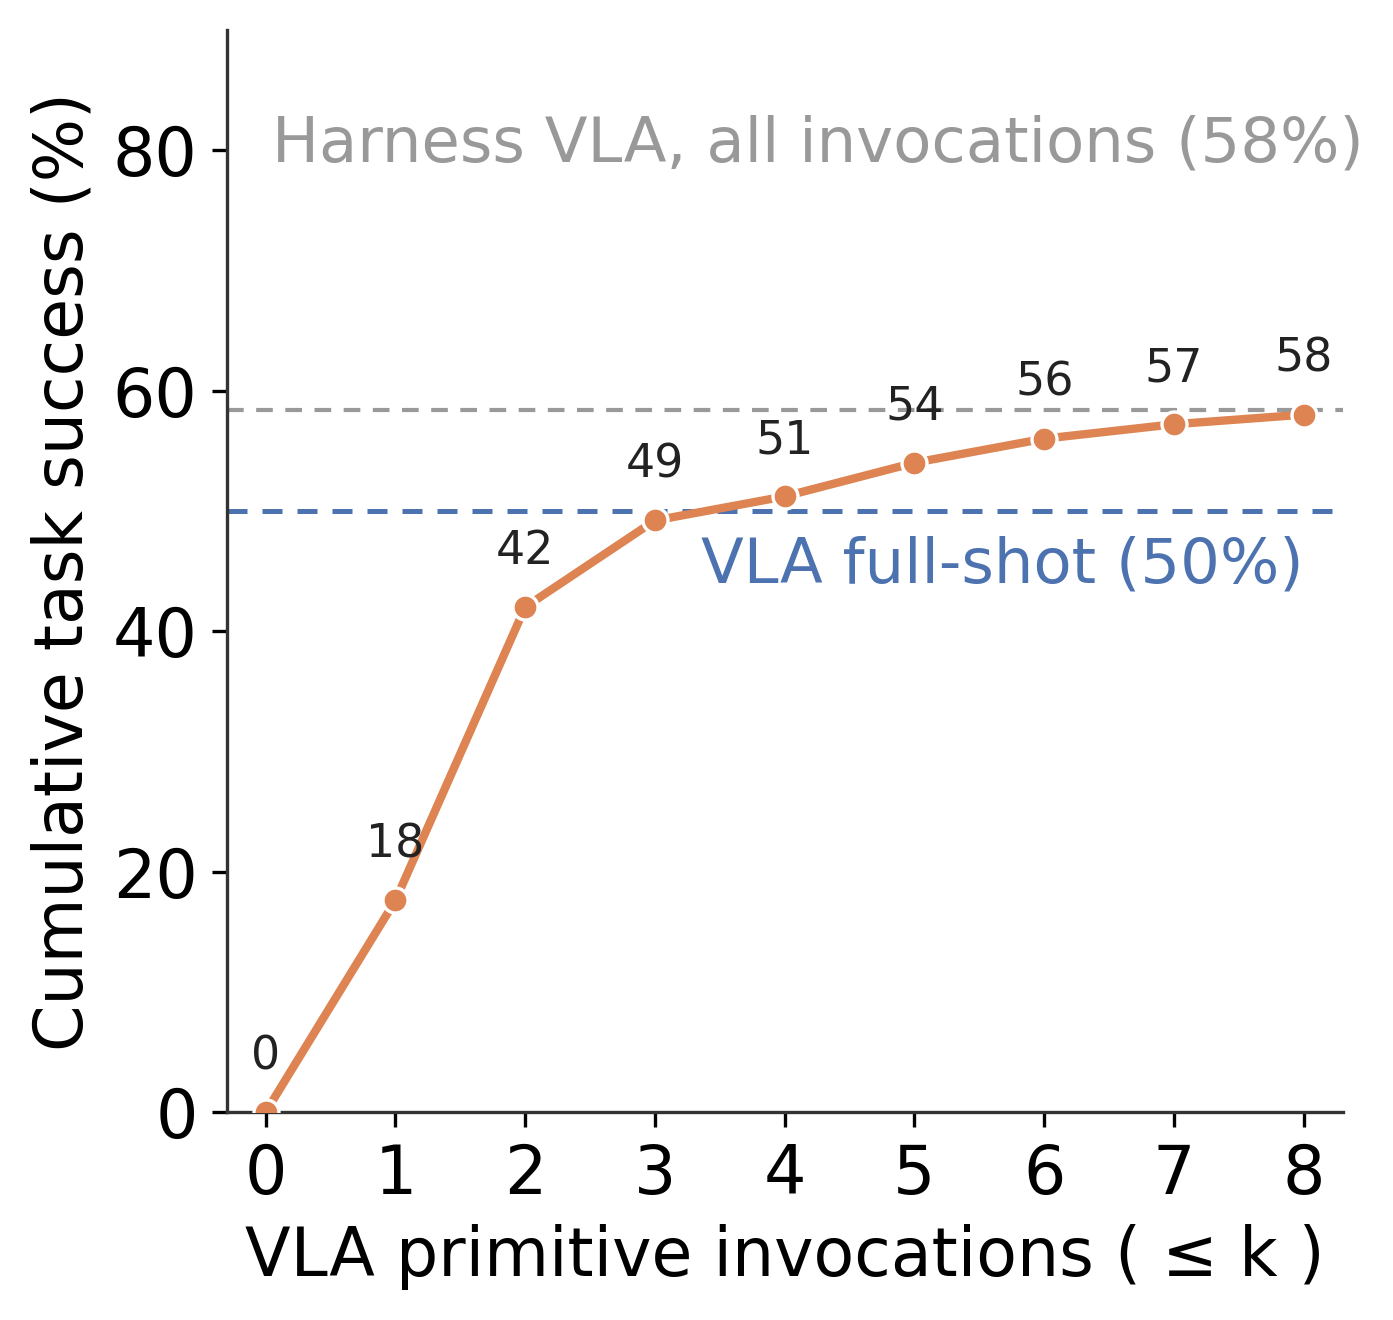 Harness VLA, all invocations (58%)
VLA full-shot (50%)
Cumulative task success (%)
80
60
40
20
0
0
18
42
49
51
54
56
57
58
0 1 2 3 4 5 6 7 8
VLA primitive invocations ( ≤ k )